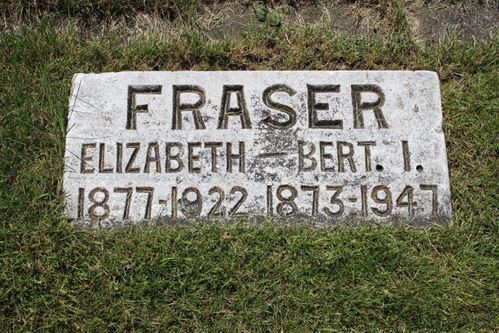 F. FRASER
ELIZABETH — BERT. I.
1877-1922 1873-1947